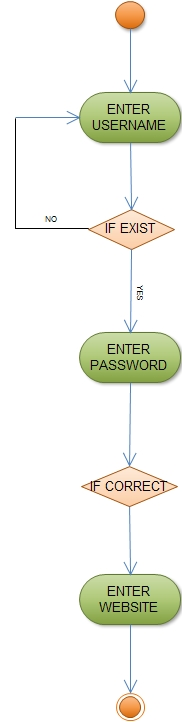 ENTER
USERNAME
IF EXIST
NO
YES
ENTER
PASSWORD
IF CORRECT
ENTER
WEBSITE